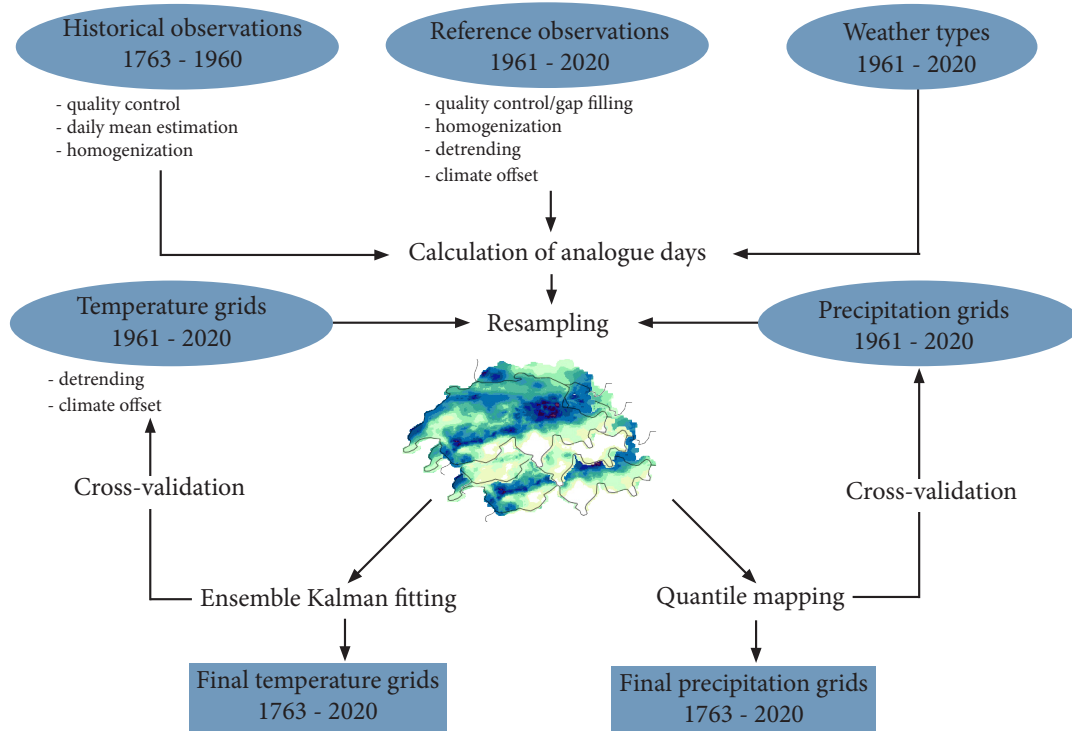 Historical observations
1763 - 1960
- quality control
- daily mean estimation
- homogenization
Reference observations
1961 - 2020
- quality control/gap filling
- homogenization
- detrending
- climate offset
Weather types
1961 - 2020
Calculation of analogue days
Temperature grids
1961 - 2020
- detrending
- climate offset
Resampling
Precipitation grids
1961 - 2020
Cross-validation
Cross-validation
Ensemble Kalman fitting
Quantile mapping
Final temperature grids
1763 - 2020
Final precipitation grids
1763 - 2020